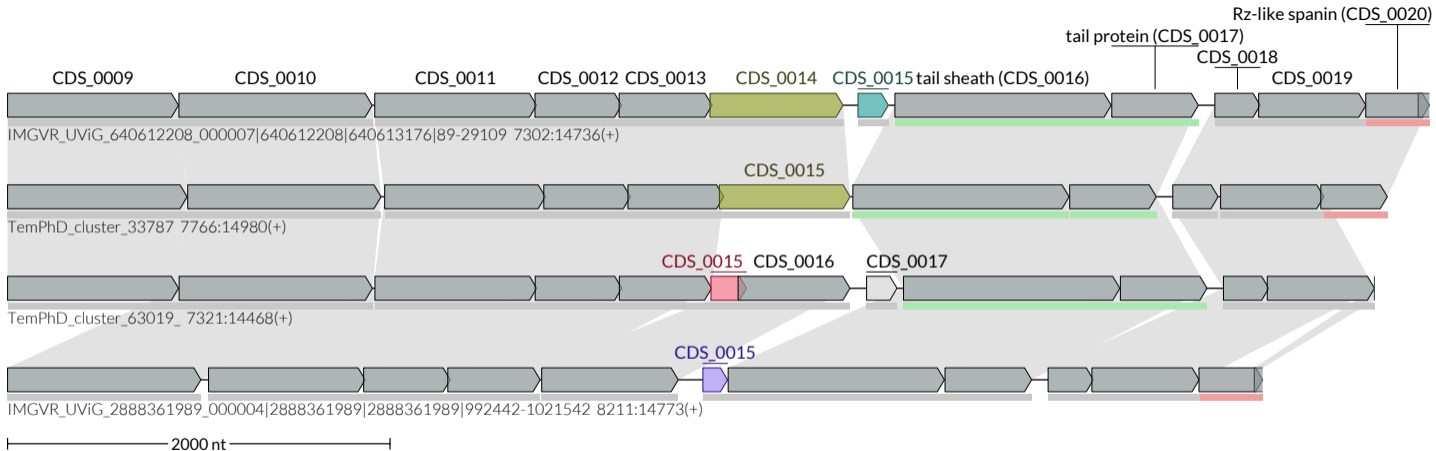 Rz-like spanin (CDS_0020)
tail protein (CDS_0017)
CDS_0018
CDS_0009 CDS_0010 CDS_0011 CDS_0012 CDS_0013 CDS_0014 CDS_0015 tail sheath (CDS_0016) CDS_0019
IMGVR_UViG_640612208_000007|640612208|640613176|89-29109 7302:14736(+)
CDS_0015
TemPhD_cluster_33787 7766:14980(+)
CDS_0015 CDS_0016 CDS_0017
TemPhD_cluster_63019_ 7321:14468(+)
CDS_0015
IMGVR_UViG_2888361989_000004|2888361989|2888361989|992442-1021542 8211:14773(+)
2000 nt